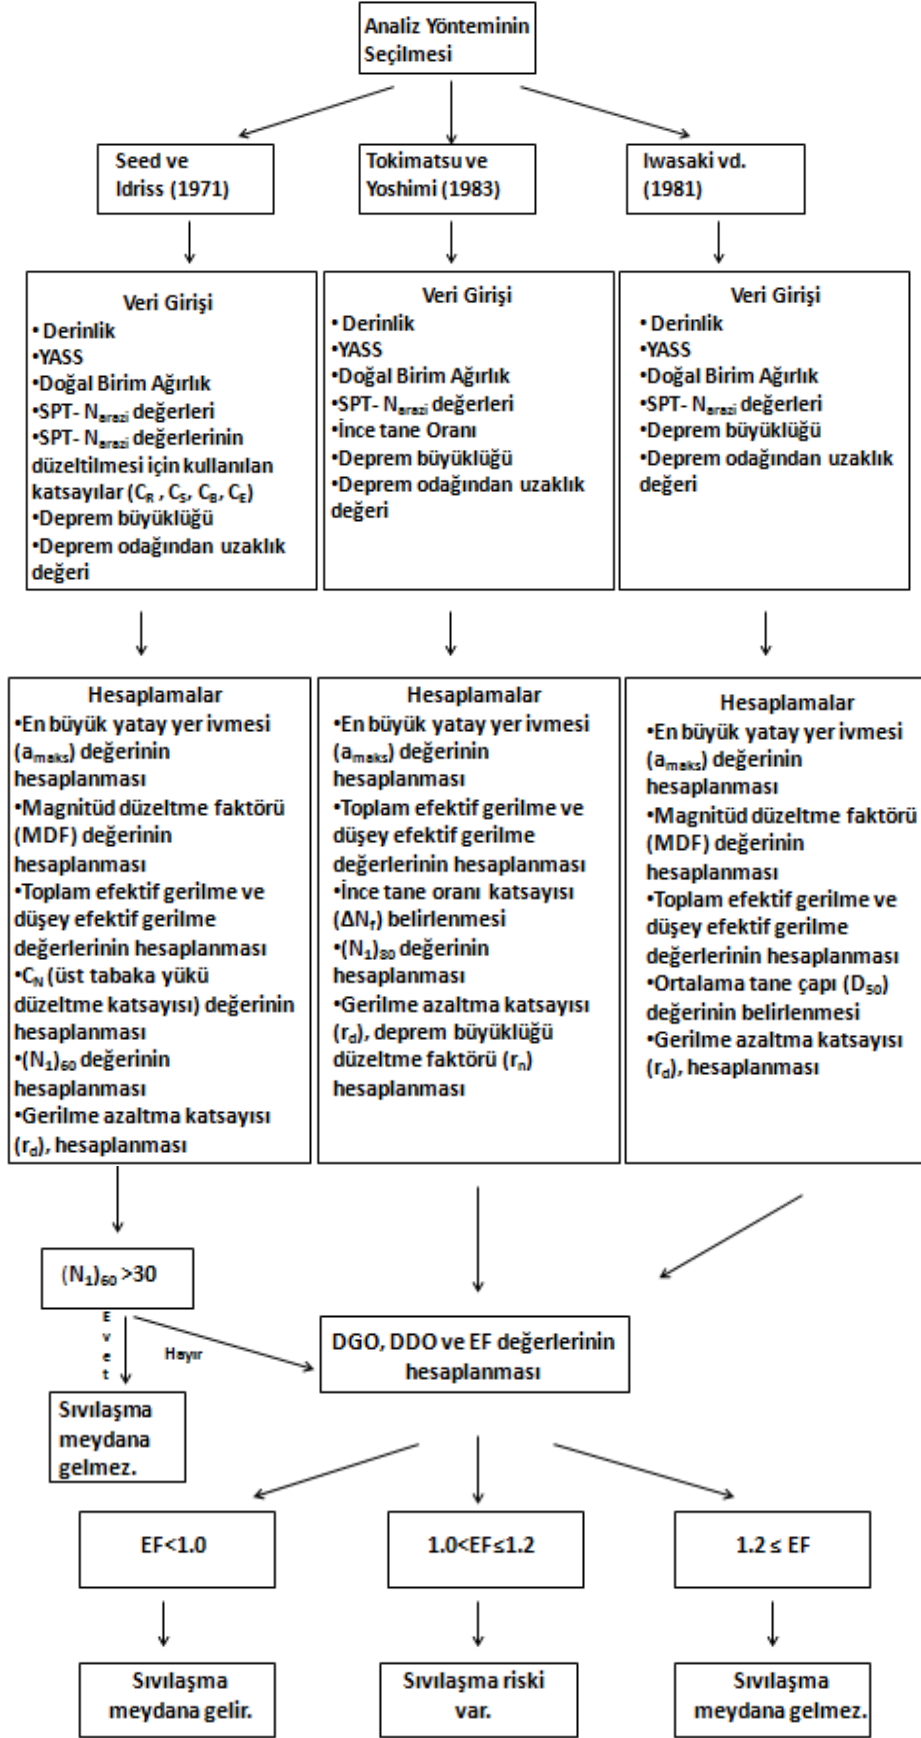 Analiz Yönteminin
Seçilmesi
Seed ve
Idriss (1971)
Tokimatsu ve
Yoshimi (1983)
Iwasaki vd.
(1981)
Veri Girişi
• Derinlik
•YASS
•Doğal Birim Ağırlık
•SPT- Narazi değerleri
•SPT- Narazi değerlerinin
düzeltilmesi için kullanılan
katsayılar (CR , CS, CB, CE)
•Deprem büyüklüğü
•Deprem odağından uzaklık
değeri
Veri Girişi
• Derinlik
•YASS
•Doğal Birim Ağırlık
•SPT- Narazi değerleri
•İnce tane Oranı
•Deprem büyüklüğü
•Deprem odağından uzaklık
değeri
Veri Girişi
• Derinlik
•YASS
•Doğal Birim Ağırlık
•SPT- Narazi değerleri
•Deprem büyüklüğü
•Deprem odağından uzaklık
değeri
Hesaplamalar
•En büyük yatay yer ivmesi
(amaks) değerinin
hesaplanması
•Magnitüd düzeltme faktörü
(MDF) değerinin
hesaplanması
•Toplam efektif gerilme ve
düşey efektif gerilme
değerlerinin hesaplanması
•CN (üst tabaka yükü
düzeltme katsayısı) değerinin
hesaplanması
•(N1)60 değerinin
hesaplanması
•Gerilme azaltma katsayısı
(rd), hesaplanması
Hesaplamalar
•En büyük yatay yer ivmesi
(amaks) değerinin
hesaplanması
•Toplam efektif gerilme ve
düşey efektif gerilme
değerlerinin hesaplanması
•İnce tane oranı katsayısı
(ΔNf) belirlenmesi
•(N1)80 değerinin
hesaplanması
•Gerilme azaltma katsayısı
(rd), deprem büyüklüğü
düzeltme faktörü (rn)
hesaplanması
Hesaplamalar
•En büyük yatay yer ivmesi
(amaks) değerinin
hesaplanması
•Magnitüd düzeltme faktörü
(MDF) değerinin
hesaplanması
•Toplam efektif gerilme ve
düşey efektif gerilme
değerlerinin hesaplanması
•Ortalama tane çapı (D50)
değerinin belirlenmesi
•Gerilme azaltma katsayısı
(rd), hesaplanması
(N1)60 >30
Evet
Hayır
DGO, DDO ve EF değerlerinin
hesaplanması
Sıvılaşma
meydana
gelmez.
EF<1.0
1.0<EF≤1.2
1.2 ≤ EF
Sıvılaşma
meydana gelir.
Sıvılaşma riski
var.
Sıvılaşma
meydana gelmez.